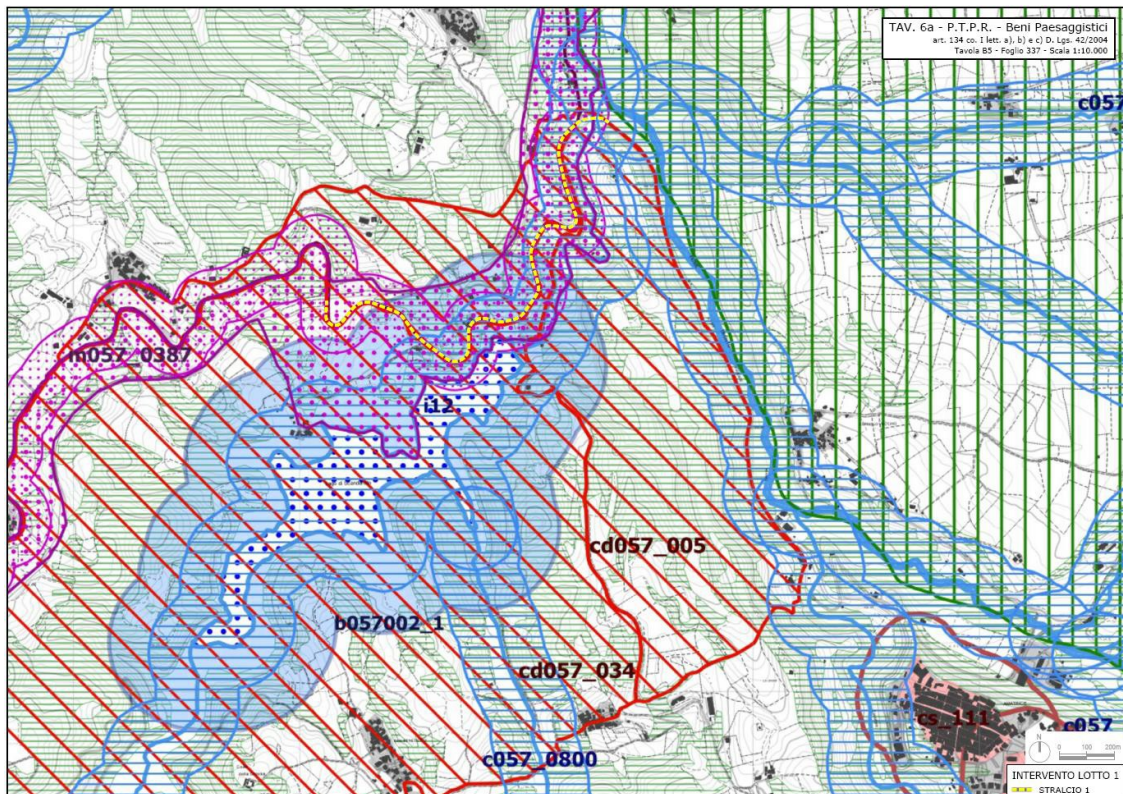 TAV. 6a - P.T.P.R. - Beni Paesaggistici
art. 134 co. I lett. a), b) e c) D. Lgs. 42/2004
Tavola B5 - Foglio 337 - Scala 1:10.000
c057
m057_0387
i12
cd057_005
b057002_1
cd057_034
cs_111
c057
c057_0800
N
0 100 200m
INTERVENTO LOTTO 1
STRALCIO 1